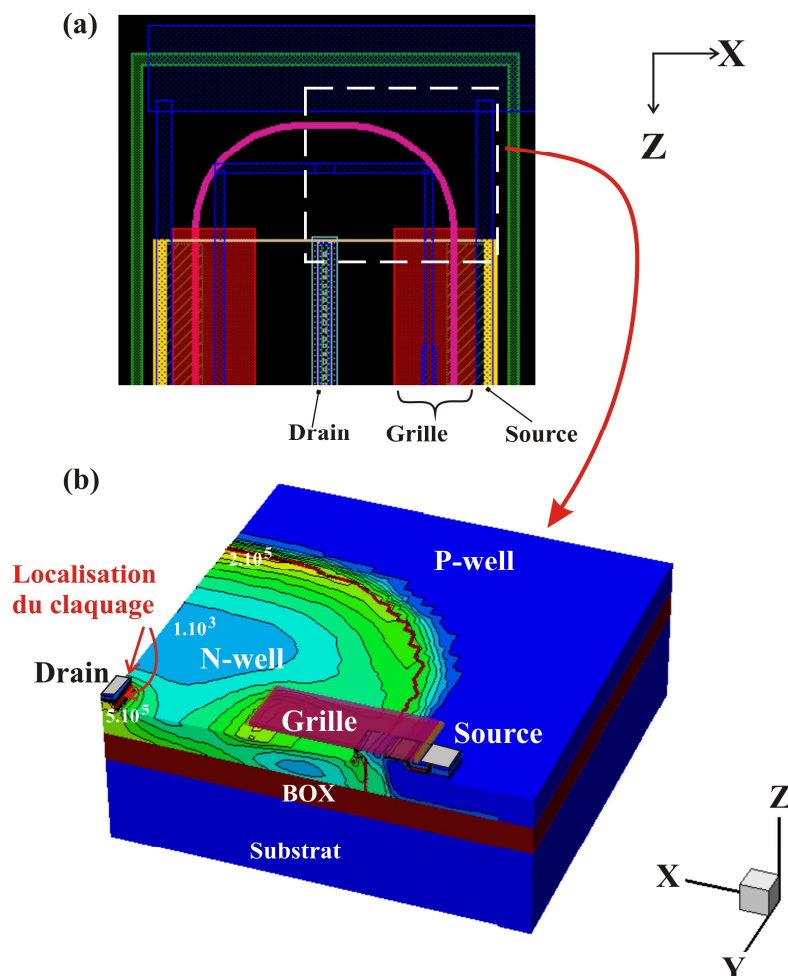 (a)
X
Z
Drain
Grille
Source
(b)
2.10⁵
P-well
Localisation
du claquage
1.10³
N-well
Drain
5.10⁵
Grille
Source
BOX
Substrat
Z
X
Y